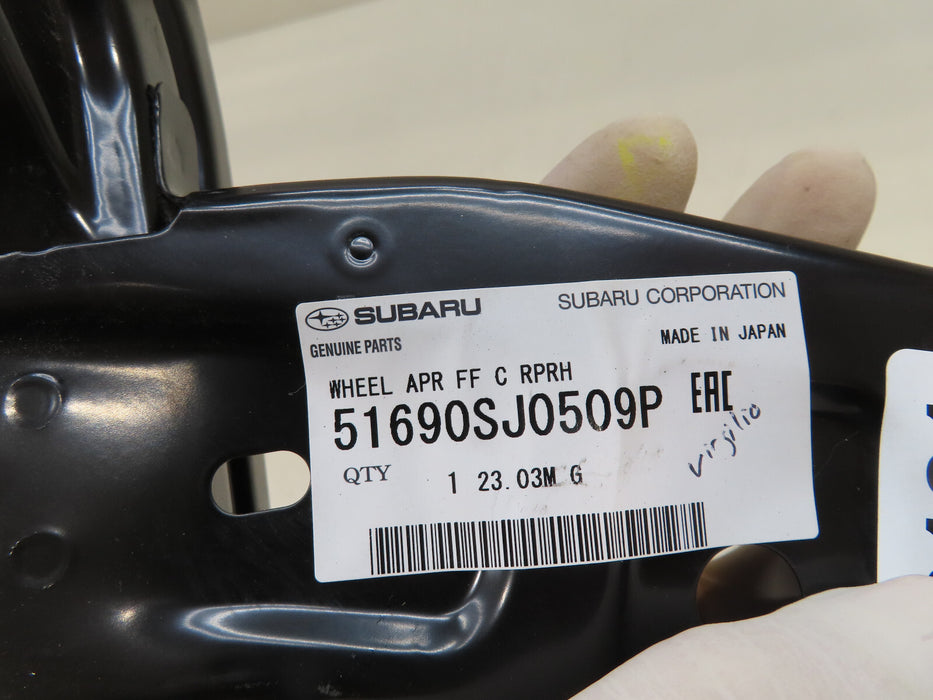 SUBARU
SUBARU CORPORATION
GENUINE PARTS
MADE IN JAPAN
WHEEL APR FF C RPRH
51690SJ0509P EAC
virgilio
QTY 1 23.03M G